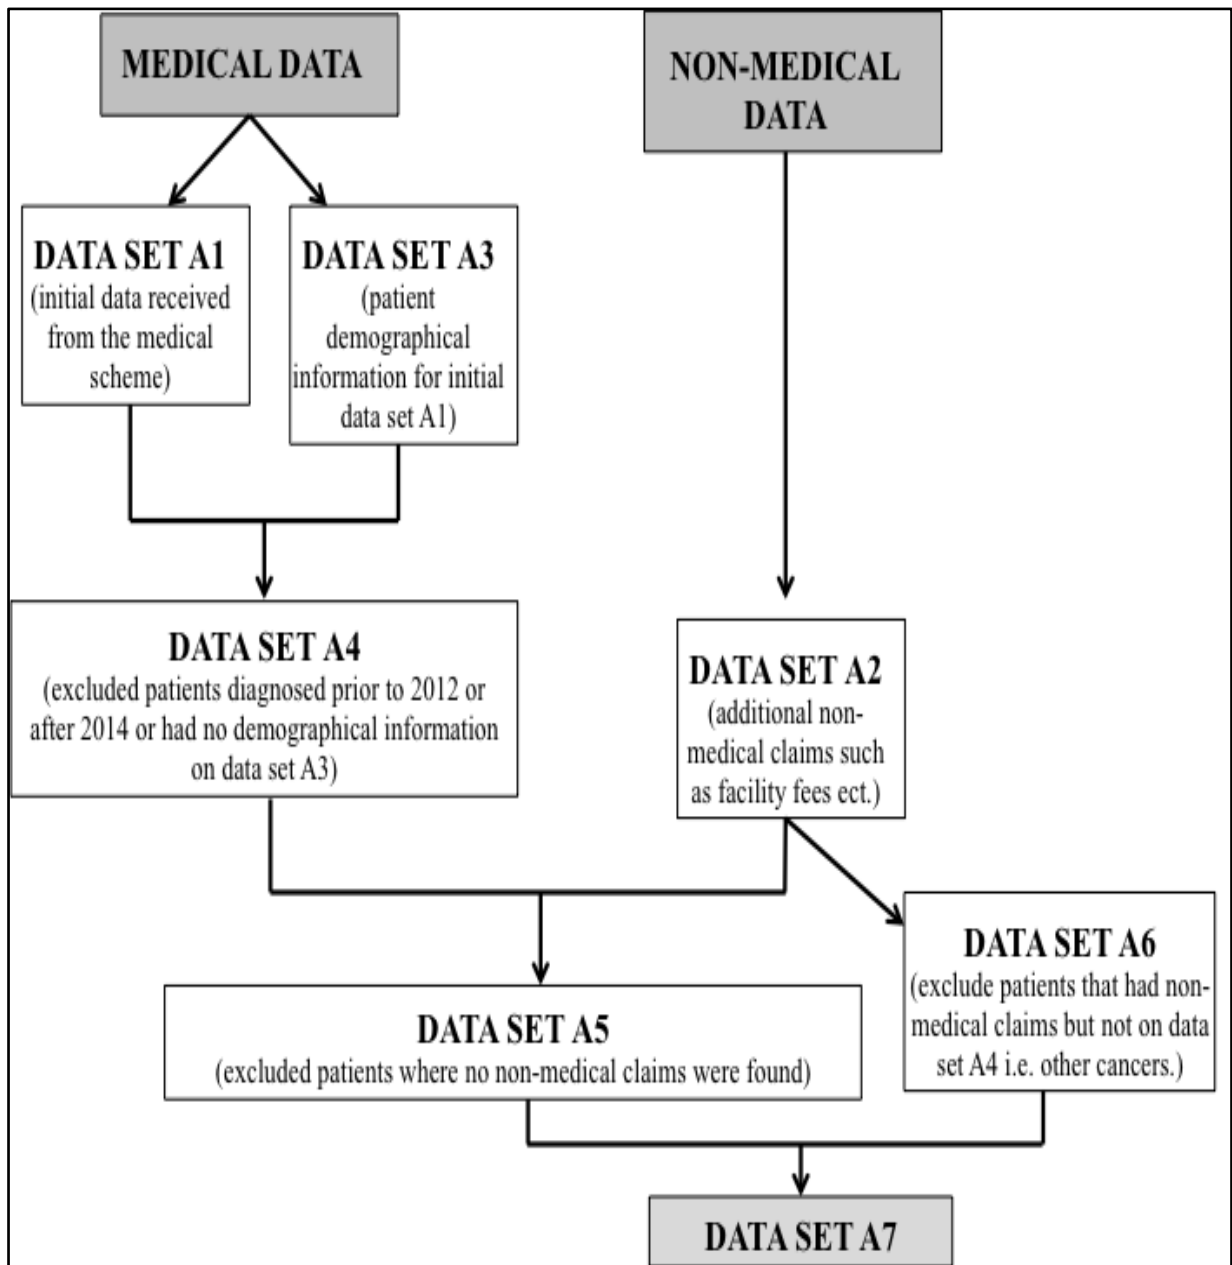 MEDICAL DATA
NON-MEDICAL
DATA
DATA SET A1
(initial data received
from the medical
scheme)
DATA SET A3
(patient
demographical
information for initial
data set A1)
DATA SET A4
(excluded patients diagnosed prior to 2012 or
after 2014 or had no demographical information
on data set A3)
DATA SET A2
(additional non-
medical claims such
as facility fees ect.)
DATA SET A6
(exclude patients that had non-
medical claims but not on data
set A4 i.e. other cancers.)
DATA SET A5
(excluded patients where no non-medical claims were found)
DATA SET A7